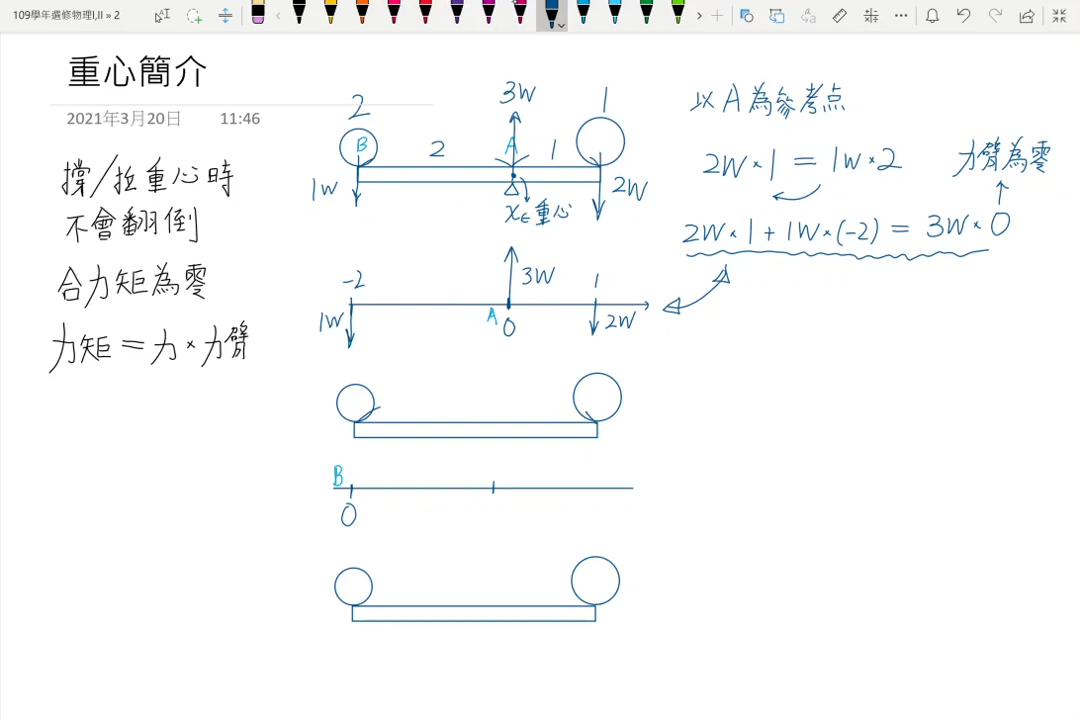 109學年選修物理I,II » 2
重心簡介
2021年3月20日 11:46
撐/拉重心時
不會翻倒
合力矩為零
力矩=力×力臂
2 3W 1
B 2 A 1
1W 2W
重心
-2 3W 1
1W A 0 2W
B
0
以A為參考点
2W×1=1W×2 力臂為零
2W×1+1W×(-2)=3W×0